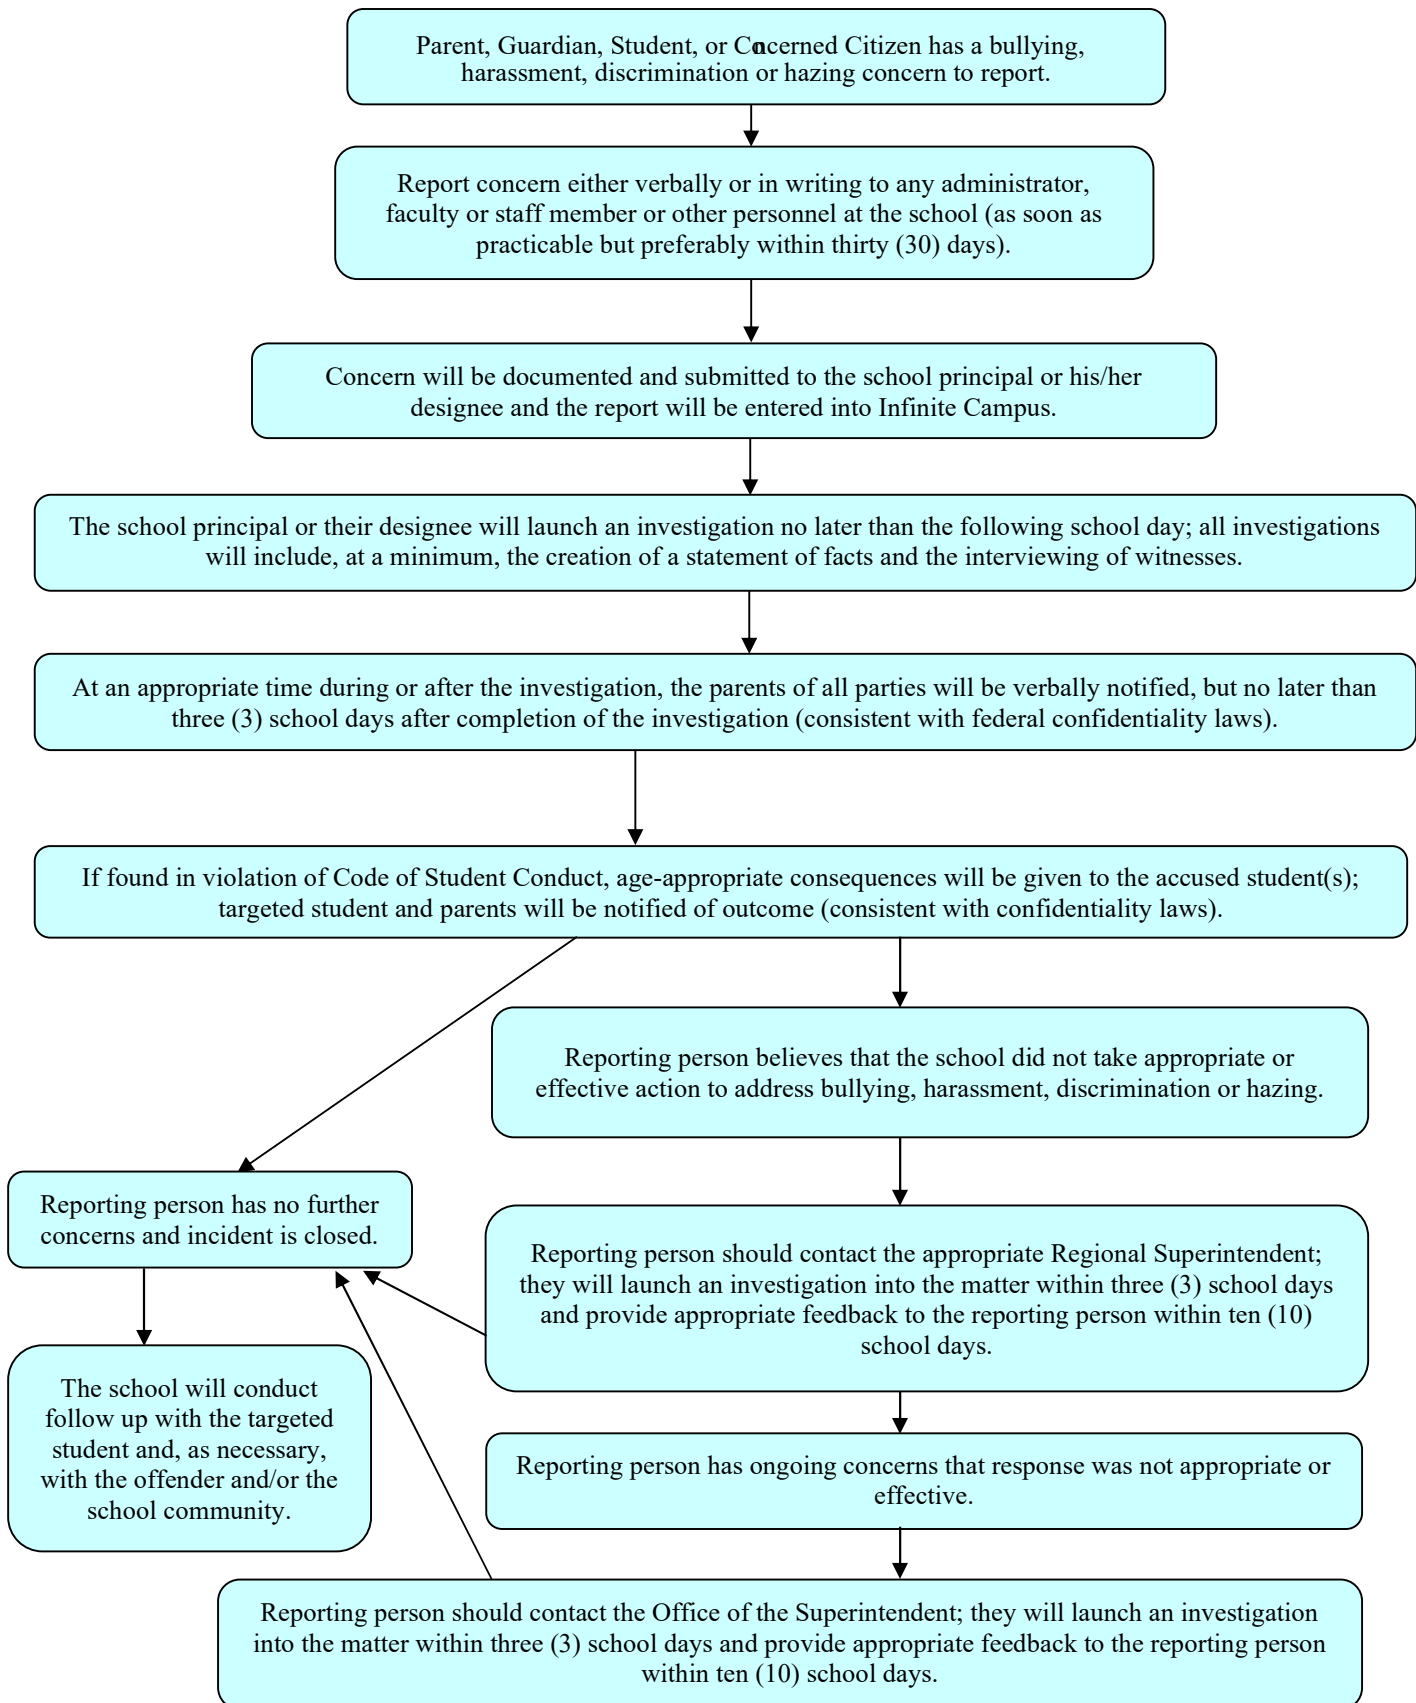 Parent, Guardian, Student, or Concerned Citizen has a bullying,
harassment, discrimination or hazing concern to report.
Report concern either verbally or in writing to any administrator,
faculty or staff member or other personnel at the school (as soon as
practicable but preferably within thirty (30) days).
Concern will be documented and submitted to the school principal or his/her
designee and the report will be entered into Infinite Campus.
The school principal or their designee will launch an investigation no later than the following school day; all investigations
will include, at a minimum, the creation of a statement of facts and the interviewing of witnesses.
At an appropriate time during or after the investigation, the parents of all parties will be verbally notified, but no later than
three (3) school days after completion of the investigation (consistent with federal confidentiality laws).
If found in violation of Code of Student Conduct, age-appropriate consequences will be given to the accused student(s);
targeted student and parents will be notified of outcome (consistent with confidentiality laws).
Reporting person believes that the school did not take appropriate or
effective action to address bullying, harassment, discrimination or hazing.
Reporting person has no further
concerns and incident is closed.
Reporting person should contact the appropriate Regional Superintendent;
they will launch an investigation into the matter within three (3) school days
and provide appropriate feedback to the reporting person within ten (10)
school days.
The school will conduct
follow up with the targeted
student and, as necessary,
with the offender and/or the
school community.
Reporting person has ongoing concerns that response was not appropriate or
effective.
Reporting person should contact the Office of the Superintendent; they will launch an investigation
into the matter within three (3) school days and provide appropriate feedback to the reporting person
within ten (10) school days.